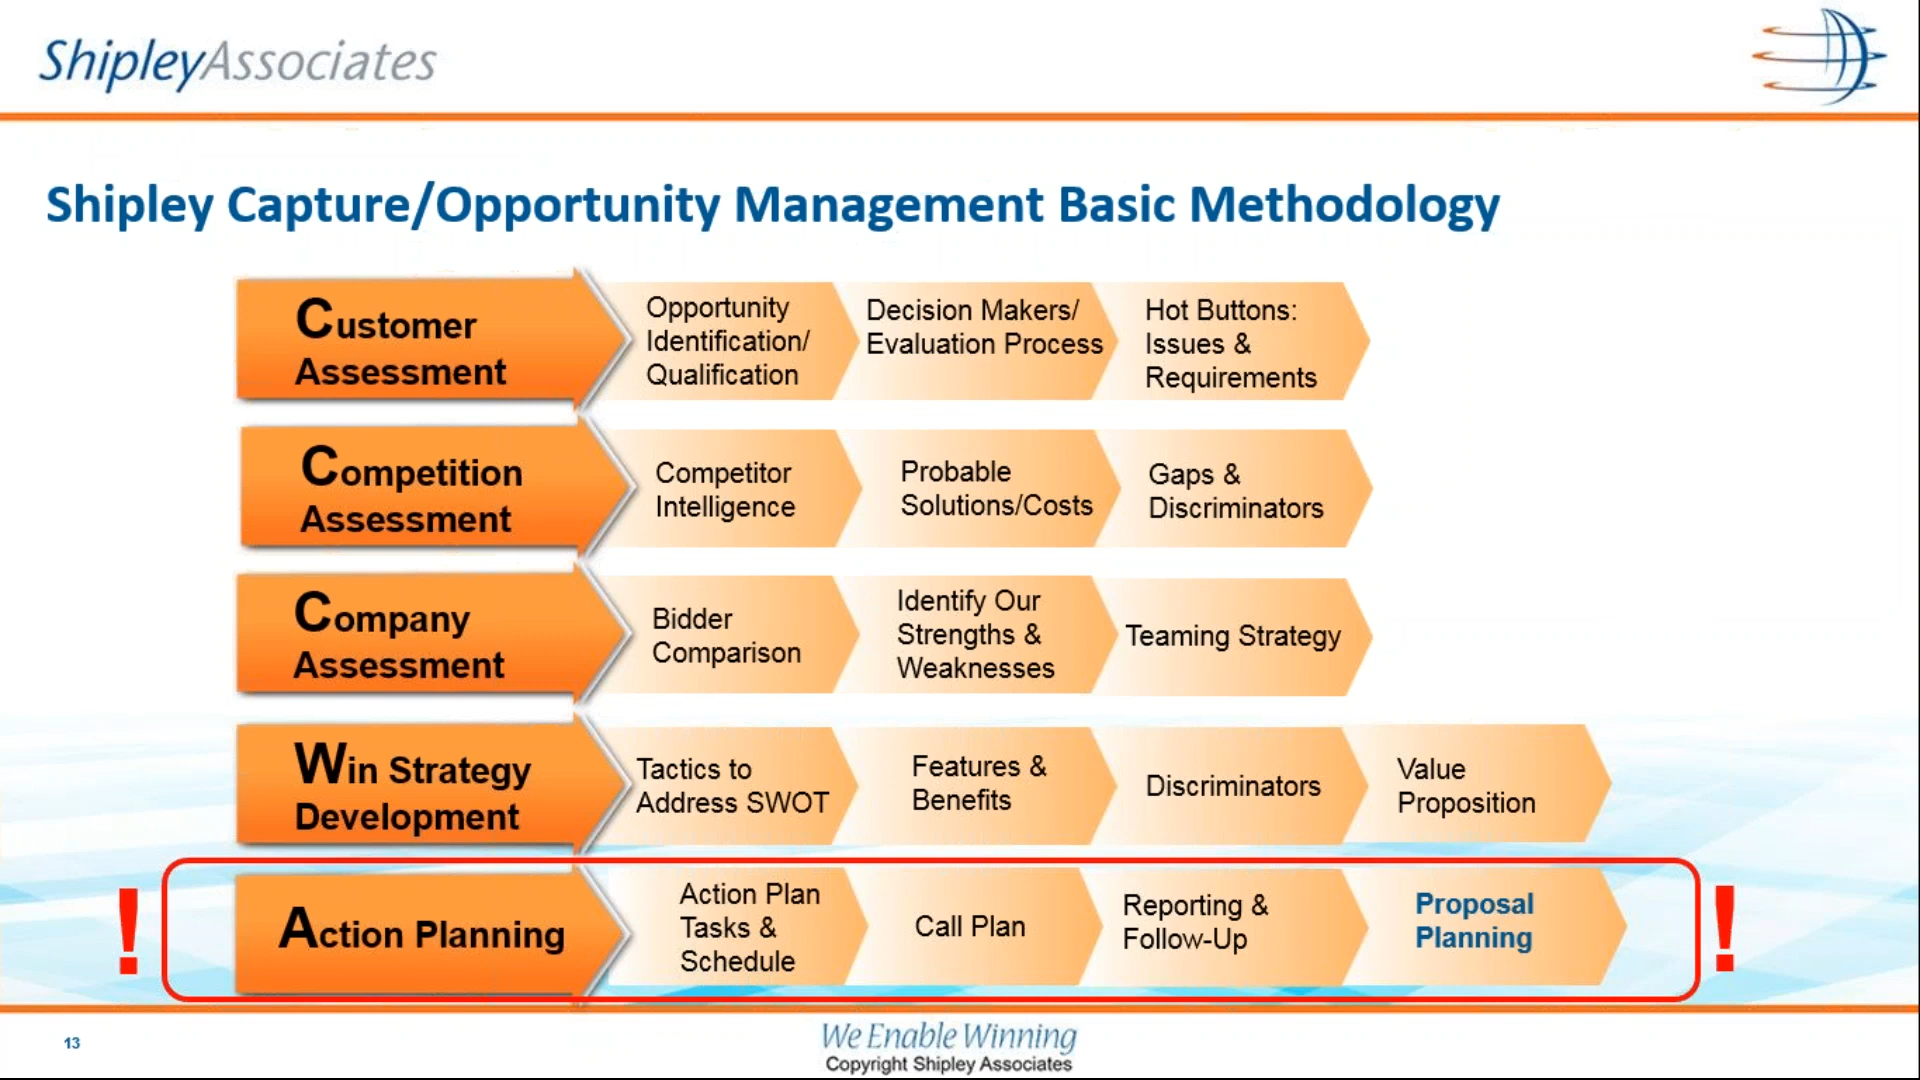 ShipleyAssociates
Shipley Capture/Opportunity Management Basic Methodology
Customer
Assessment
Opportunity
Identification/
Qualification
Decision Makers/
Evaluation Process
Hot Buttons:
Issues &
Requirements
Competition
Assessment
Competitor
Intelligence
Probable
Solutions/Costs
Gaps &
Discriminators
Company
Assessment
Bidder
Comparison
Identify Our
Strengths &
Weaknesses
Teaming Strategy
Win Strategy
Development
Tactics to
Address SWOT
Features &
Benefits
Discriminators
Value
Proposition
!
Action Planning
Action Plan
Tasks &
Schedule
Call Plan
Reporting &
Follow-Up
Proposal
Planning
!
13
We Enable Winning
Copyright Shipley Associates